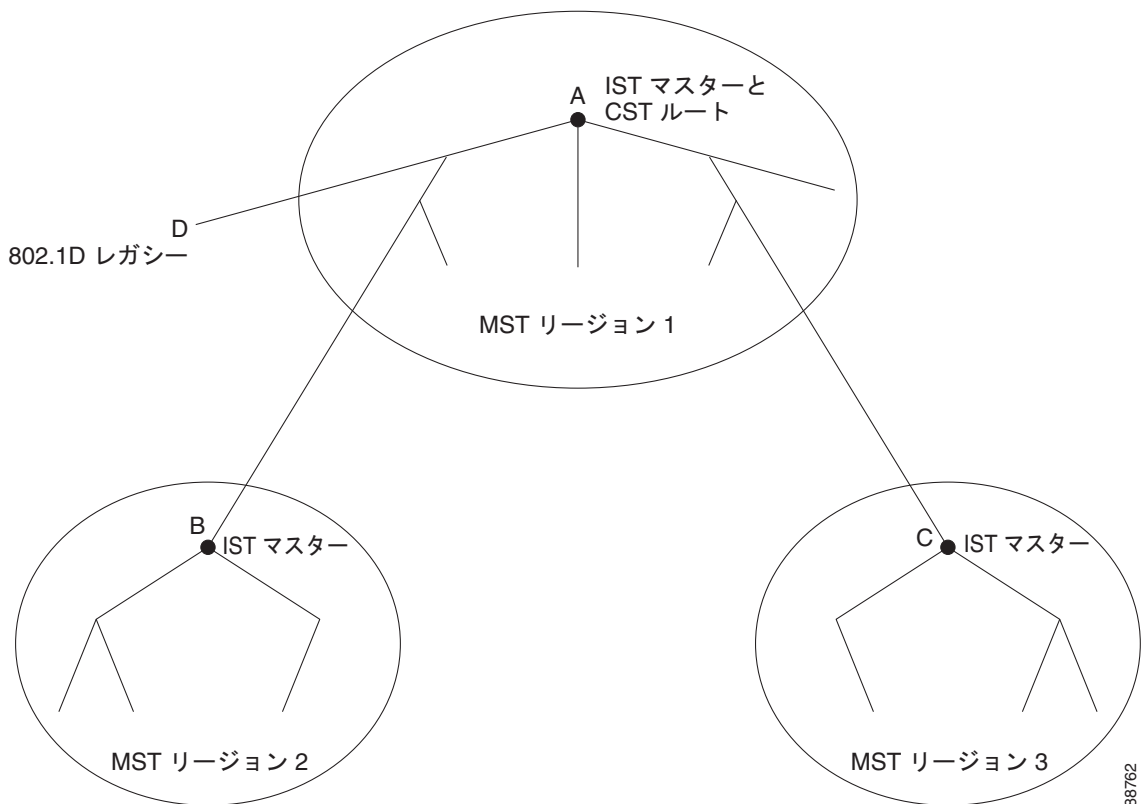 A
IST マスターと
CST ルート
D
802.1D レガシー
MST リージョン 1
B
IST マスター
C
IST マスター
MST リージョン 2
MST リージョン 3
88762